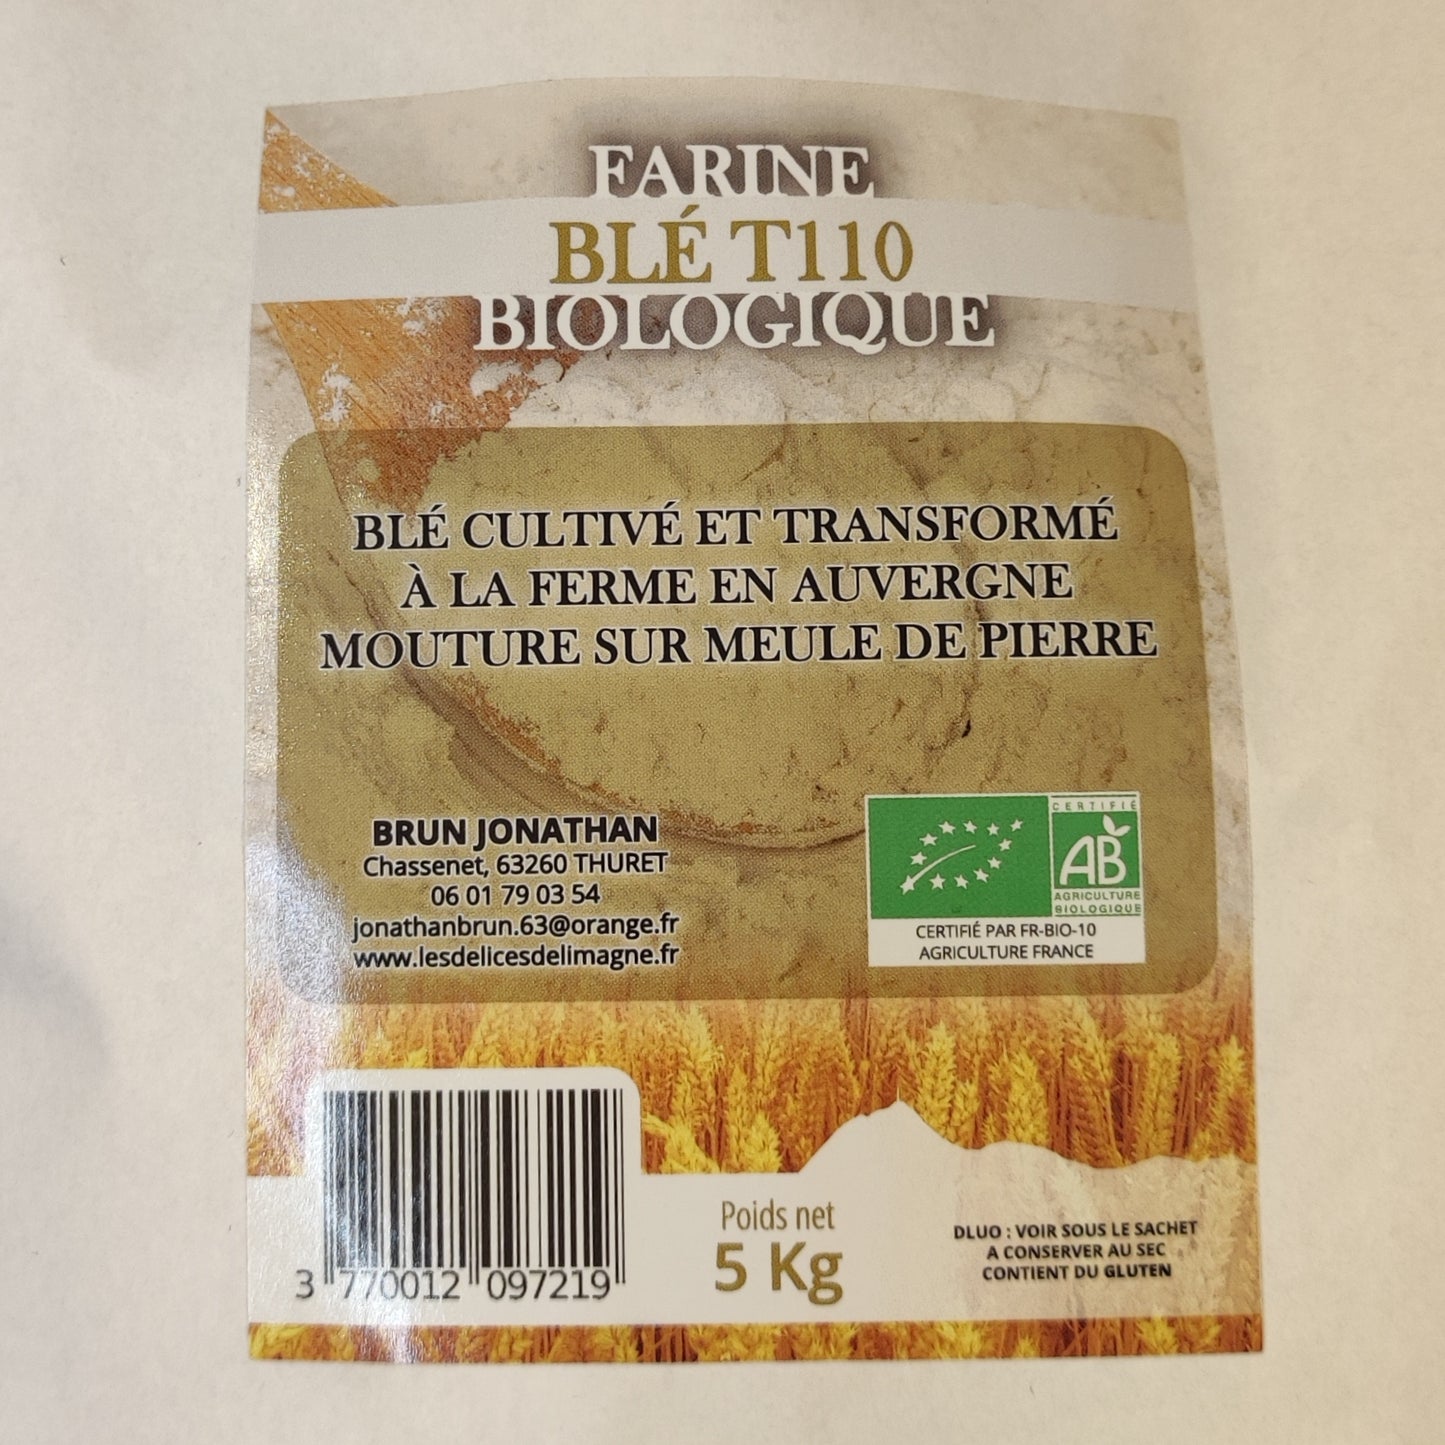 FARINE
BLÉ T110
BIOLOGIQUE
BLÉ CULTIVÉ ET TRANSFORMÉ
À LA FERME EN AUVERGNE
MOUTURE SUR MEULE DE PIERRE
BRUN JONATHAN
Chassenet, 63260 THURET
06 01 79 03 54
jonathanbrun.63@orange.fr
www.lesdelicesdelimagne.fr
CERTIFIÉ
AB
AGRICULTURE
BIOLOGIQUE
CERTIFIÉ PAR FR-BIO-10
AGRICULTURE FRANCE
3 770012 097219
Poids net
5 Kg
DLUO : VOIR SOUS LE SACHET
A CONSERVER AU SEC
CONTIENT DU GLUTEN